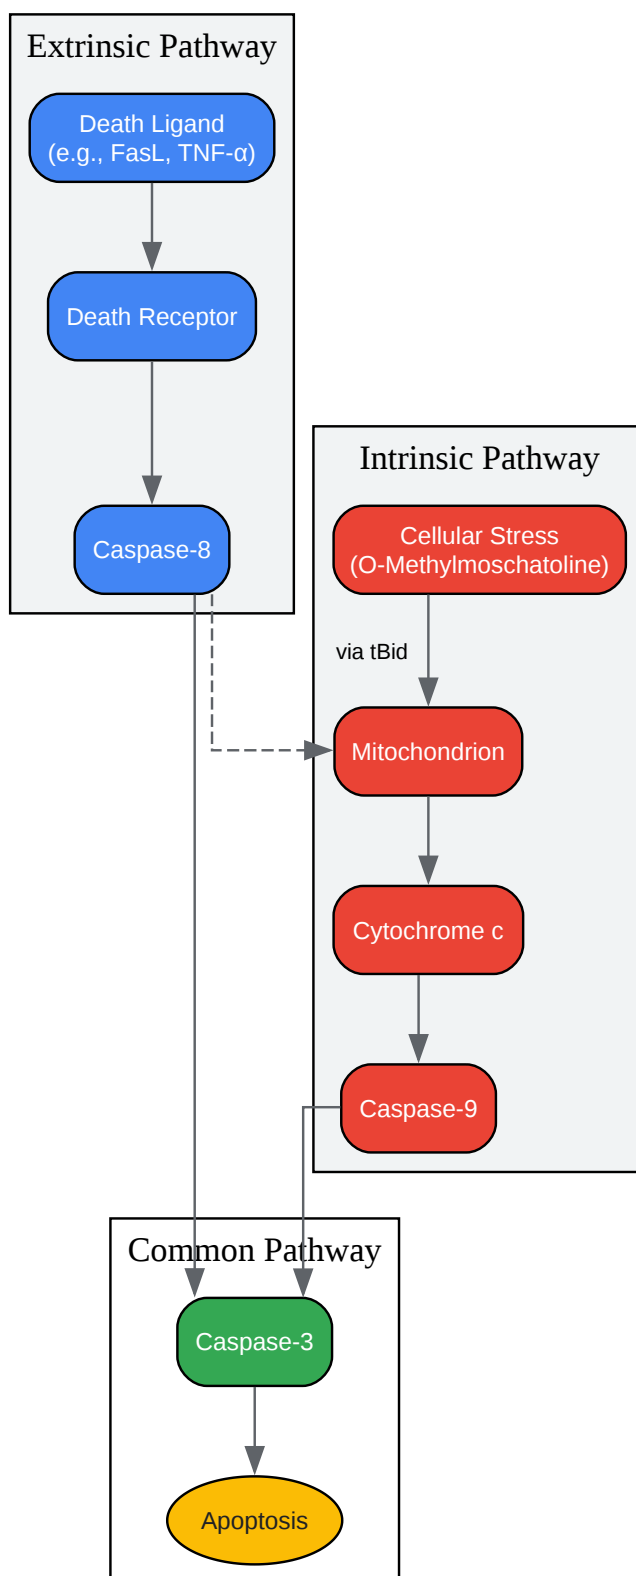 Extrinsic Pathway
Death Ligand
(e.g., FasL, TNF-α)
Death Receptor
Caspase-8
Intrinsic Pathway
Cellular Stress
(O-Methylmoschatoline)
via tBid
Mitochondrion
Cytochrome c
Caspase-9
Common Pathway
Caspase-3
Apoptosis